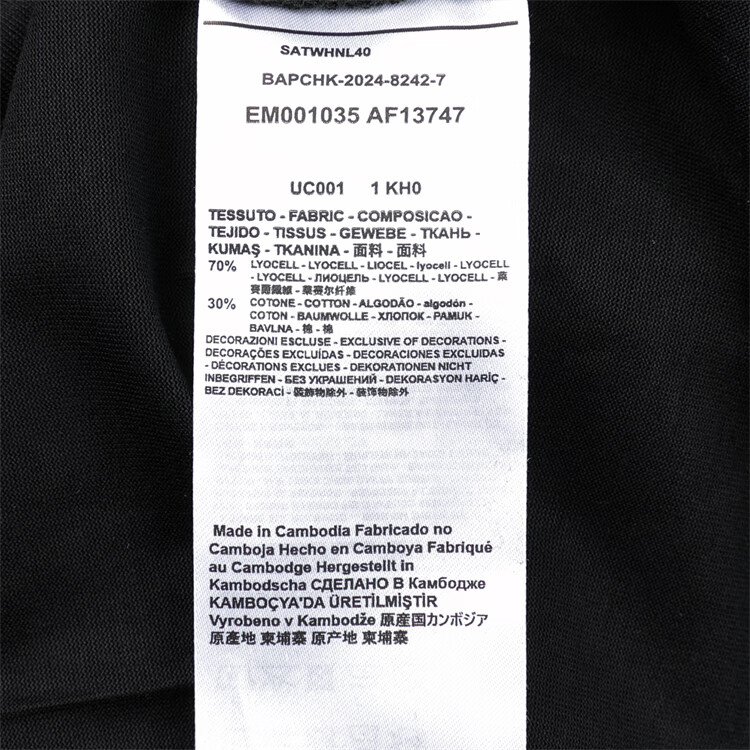 SATWHNL40
BAPCHK-2024-8242-7
EM001035 AF13747
UC001 1 KH0
TESSUTO - FABRIC - COMPOSICAO -
TEJIDO - TISSUS - GEWEBE - ТКАНЬ -
KUMAŞ - TKANINA - 面料 - 面料
70% LYOCELL - LYOCELL - LIOCEL - lyocell - LYOCELL
- LYOCELL - ЛИОЦЕЛЬ - LYOCELL - LYOCELL - 萊
賽爾纖維 - 莱赛尔纤维
30% COTONE - COTTON - ALGODÃO - algodón -
COTON - BAUMWOLLE - ХЛОПОК - PAMUK -
BAVLNA - 棉 - 棉
DECORAZIONI ESCLUSE - EXCLUSIVE OF DECORATIONS -
DECORAÇÕES EXCLUÍDAS - DECORACIONES EXCLUIDAS
- DÉCORATIONS EXCLUES - DEKORATIONEN NICHT
INBEGRIFFEN - БЕЗ УКРАШЕНИЙ - DEKORASYON HARİÇ -
BEZ DEKORACÍ - 裝飾物除外 - 装饰物除外
Made in Cambodia Fabricado no
Camboja Hecho en Camboya Fabriqué
au Cambodge Hergestellt in
Kambodscha СДЕЛАНО В Камбодже
KAMBOÇYA'DA ÜRETİLMİŞTİR
Vyrobeno v Kambodže 原産国カンボジア
原產地 柬埔寨 原产地 柬埔寨